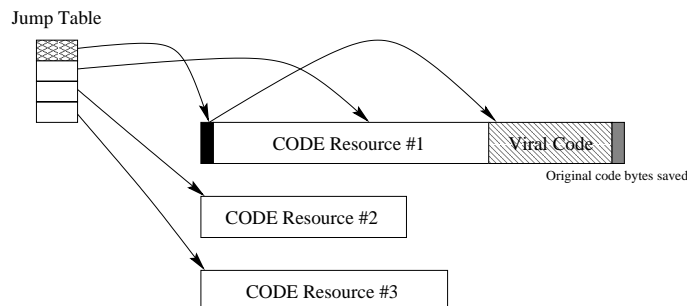 Jump Table
CODE Resource #1
Viral Code
Original code bytes saved
CODE Resource #2
CODE Resource #3